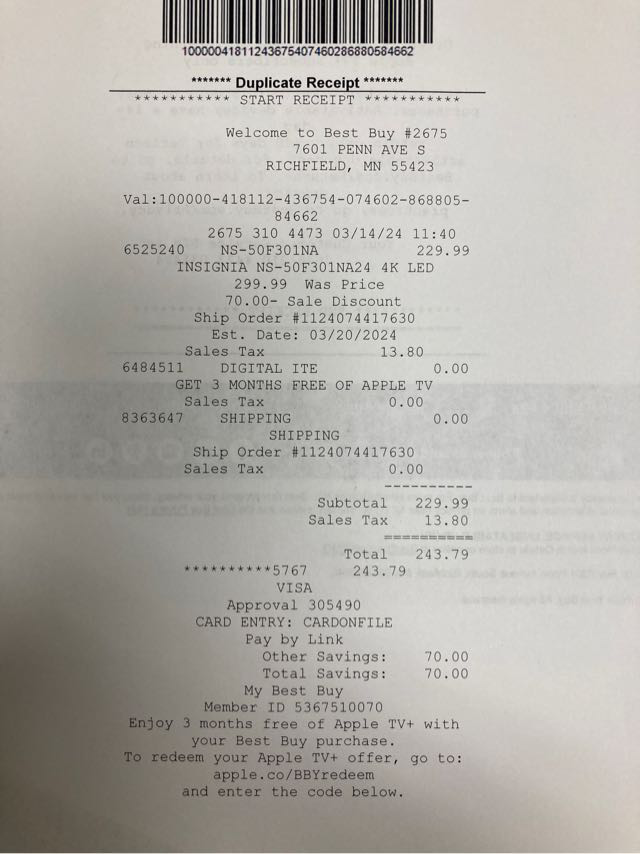 1000004181124367540746028688​0584662
******* Duplicate Receipt *******
*********** START RECEIPT ***********
Welcome to Best Buy #2675
7601 PENN AVE S
RICHFIELD, MN 55423
Val:100000-418112-436754-074602-868805-
84662
2675 310 4473 03/14/24 11:40
6525240 NS-50F301NA 229.99
INSIGNIA NS-50F301NA24 4K LED
299.99 Was Price
70.00- Sale Discount
Ship Order #1124074417630
Est. Date: 03/20/2024
Sales Tax 13.80
6484511 DIGITAL ITE 0.00
GET 3 MONTHS FREE OF APPLE TV
Sales Tax 0.00
8363647 SHIPPING 0.00
SHIPPING
Ship Order #1124074417630
Sales Tax 0.00
----------
Subtotal 229.99
Sales Tax 13.80
==========
Total 243.79
**********5767 243.79
VISA
Approval 305490
CARD ENTRY: CARDONFILE
Pay by Link
Other Savings: 70.00
Total Savings: 70.00
My Best Buy
Member ID 5367510070
Enjoy 3 months free of Apple TV+ with
your Best Buy purchase.
To redeem your Apple TV+ offer, go to:
apple.co/BBYredeem
and enter the code below.